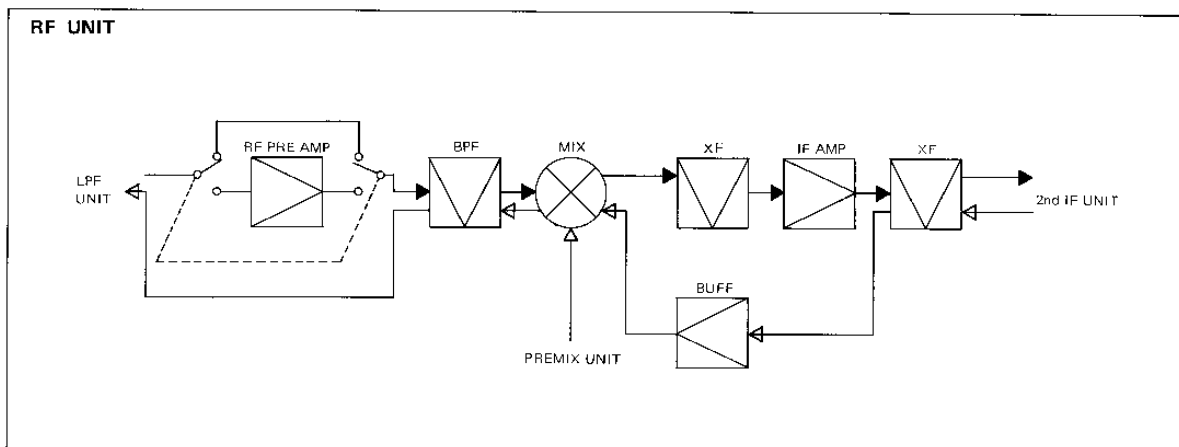 RF UNIT
RF PRE AMP
BPF
MIX
XF
IF AMP
XF
LPF
UNIT
2nd IF UNIT
BUFF
PREMIX UNIT